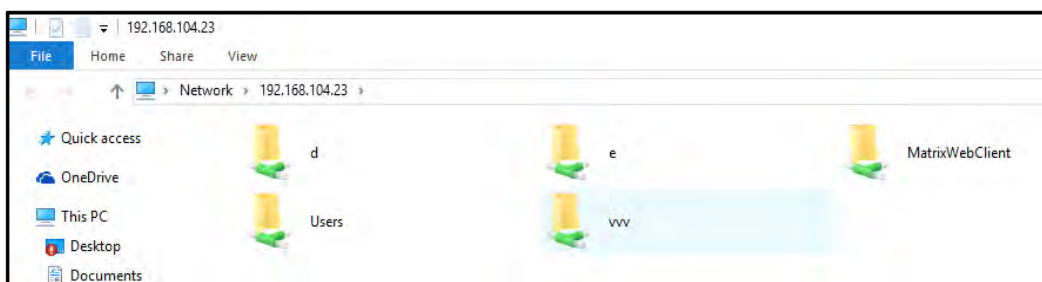 192.168.104.23
File Home Share View
Network > 192.168.104.23 >
Quick access
OneDrive
This PC
Desktop
Documents
d e MatrixWebClient
Users vvv